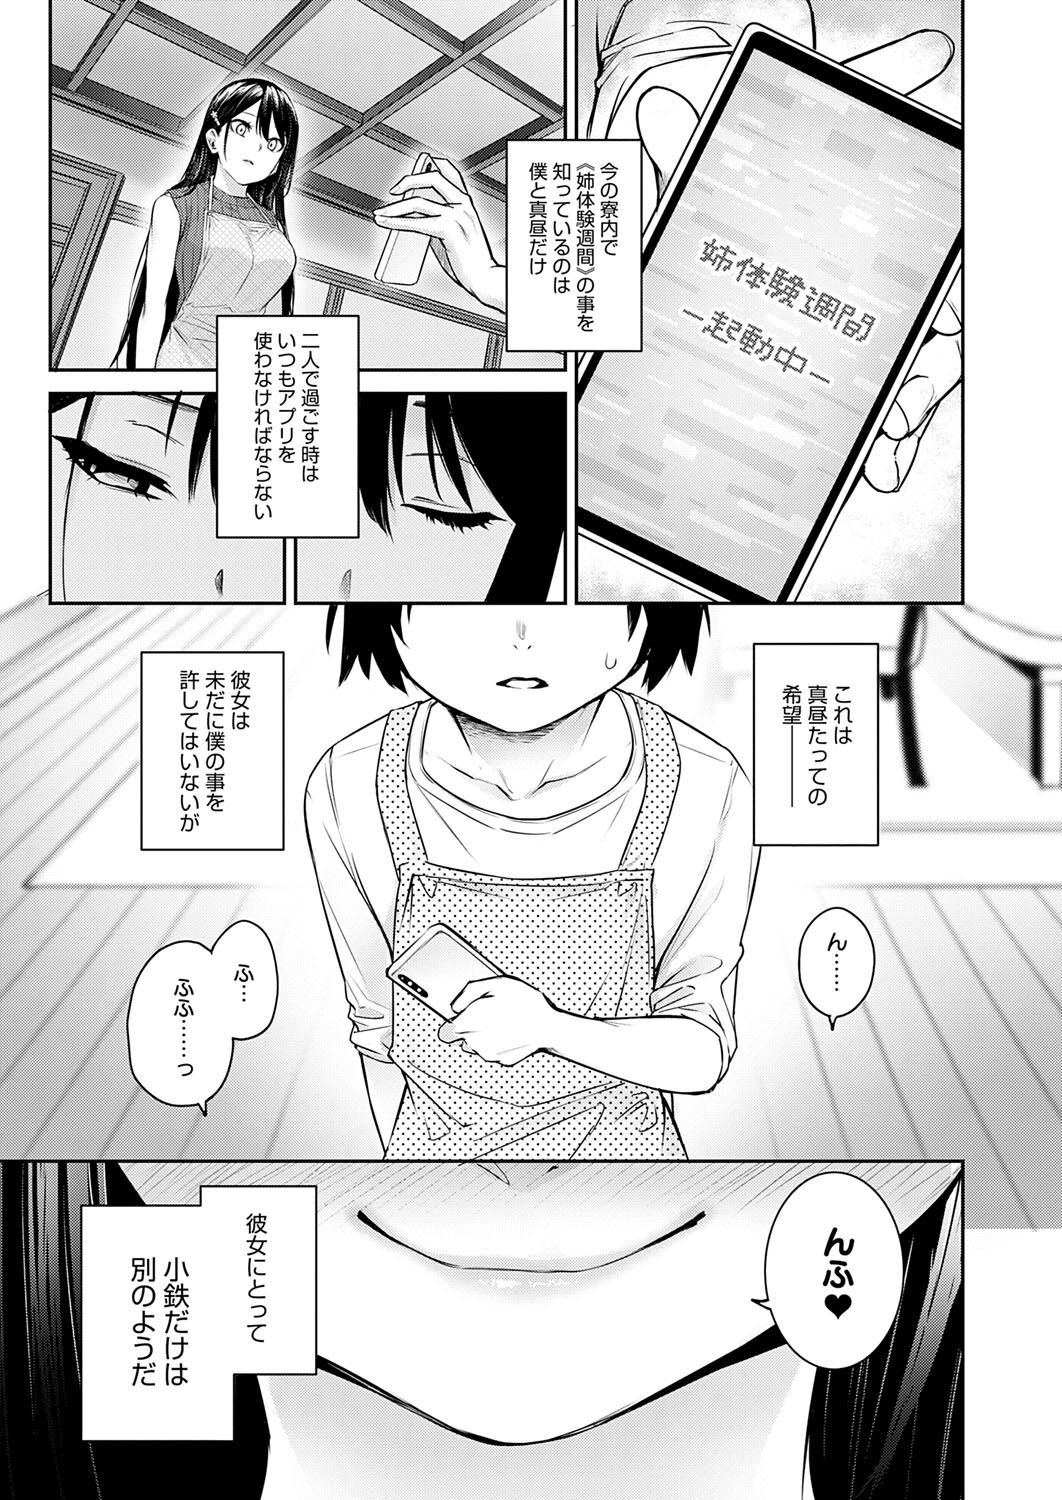 姉体験週間
ー起動中ー
今の寮内で
《姉体験週間》の事を
知っているのは
僕と真昼だけ
二人で過ごす時は
いつもアプリを
使わなければならない
これは
真昼たっての
希望――
彼女は
未だに僕の事を
許してはいないが
ん……
ふ…
ふふ……っ
んふ♥
彼女にとって
小鉄だけは
別のようだ